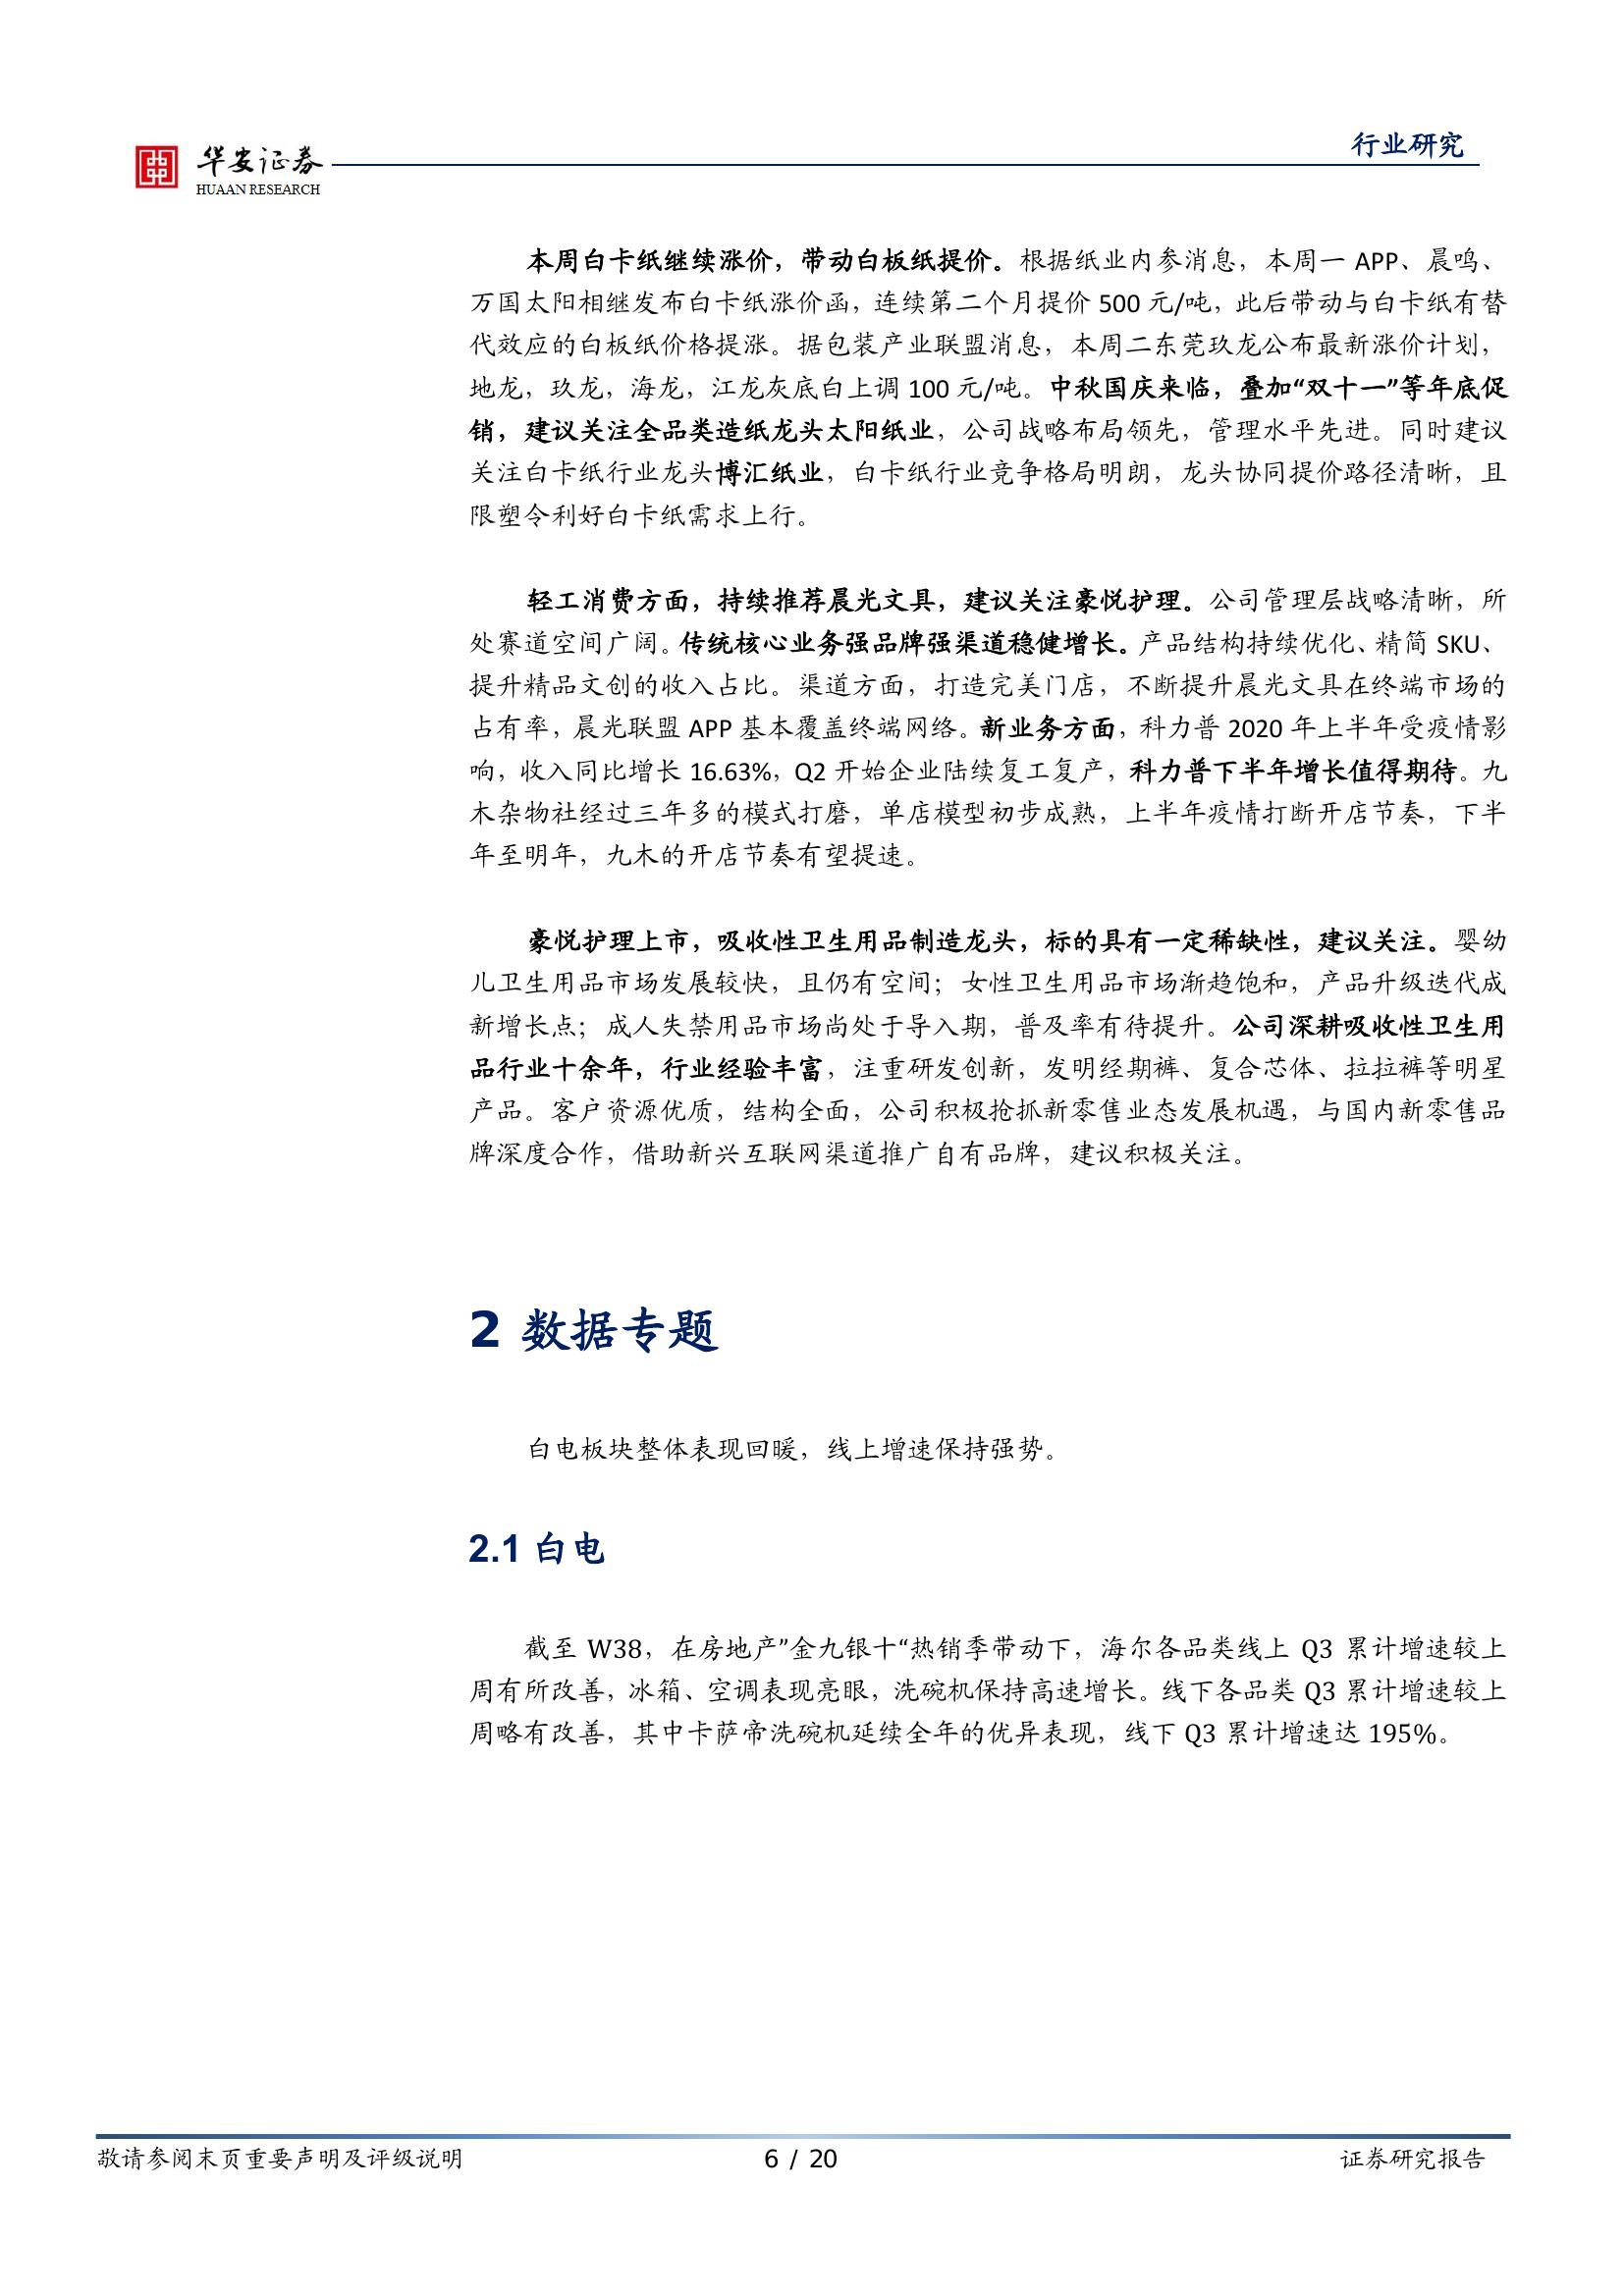 华安证券
HUAAN RESEARCH
行业研究
本周白卡纸继续涨价，带动白板纸提价。根据纸业内参消息，本周一 APP、晨鸣、
万国太阳相继发布白卡纸涨价函，连续第二个月提价 500 元/吨，此后带动与白卡纸有替
代效应的白板纸价格提涨。据包装产业联盟消息，本周二东莞玖龙公布最新涨价计划，
地龙，玖龙，海龙，江龙灰底白上调 100 元/吨。中秋国庆来临，叠加“双十一”等年底促
销，建议关注全品类造纸龙头太阳纸业，公司战略布局领先，管理水平先进。同时建议
关注白卡纸行业龙头博汇纸业，白卡纸行业竞争格局明朗，龙头协同提价路径清晰，且
限塑令利好白卡纸需求上行。
轻工消费方面，持续推荐晨光文具，建议关注豪悦护理。公司管理层战略清晰，所
处赛道空间广阔。传统核心业务强品牌强渠道稳健增长。产品结构持续优化、精简 SKU、
提升精品文创的收入占比。渠道方面，打造完美门店，不断提升晨光文具在终端市场的
占有率，晨光联盟 APP 基本覆盖终端网络。新业务方面，科力普 2020 年上半年受疫情影
响，收入同比增长 16.63%，Q2 开始企业陆续复工复产，科力普下半年增长值得期待。九
木杂物社经过三年多的模式打磨，单店模型初步成熟，上半年疫情打断开店节奏，下半
年至明年，九木的开店节奏有望提速。
豪悦护理上市，吸收性卫生用品制造龙头，标的具有一定稀缺性，建议关注。婴幼
儿卫生用品市场发展较快，且仍有空间；女性卫生用品市场渐趋饱和，产品升级迭代成
新增长点；成人失禁用品市场尚处于导入期，普及率有待提升。公司深耕吸收性卫生用
品行业十余年，行业经验丰富，注重研发创新，发明经期裤、复合芯体、拉拉裤等明星
产品。客户资源优质，结构全面，公司积极抢抓新零售业态发展机遇，与国内新零售品
牌深度合作，借助新兴互联网渠道推广自有品牌，建议积极关注。
2 数据专题
白电板块整体表现回暖，线上增速保持强势。
2.1 白电
截至 W38，在房地产”金九银十“热销季带动下，海尔各品类线上 Q3 累计增速较上
周有所改善，冰箱、空调表现亮眼，洗碗机保持高速增长。线下各品类 Q3 累计增速较上
周略有改善，其中卡萨帝洗碗机延续全年的优异表现，线下 Q3 累计增速达 195%。
敬请参阅末页重要声明及评级说明
6 / 20
证券研究报告